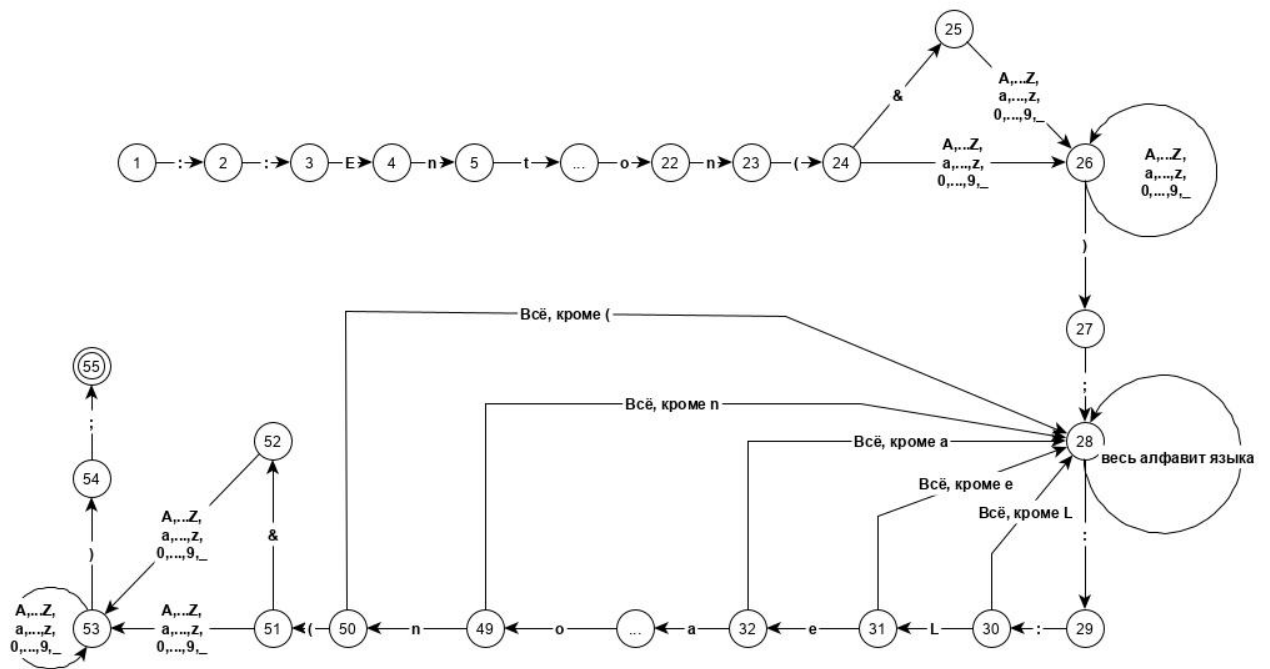 25
&
A,...Z,
a,...,z,
0,...,9,_
1
:
2
:
3
E
4
n
5
t
...
o
22
n
23
(
24
A,...Z,
a,...,z,
0,...,9,_
26
A,...Z,
a,...,z,
0,...,9,_
)
27
;
Всё, кроме (
Всё, кроме n
Всё, кроме a
Всё, кроме e
Всё, кроме L
28
весь алфавит языка
:
55
;
54
)
52
A,...Z,
a,...,z,
0,...,9,_
&
A,...Z,
a,...,z,
0,...,9,_
53
A,...Z,
a,...,z,
0,...,9,_
51
(
50
n
49
o
...
a
32
e
31
L
30
:
29